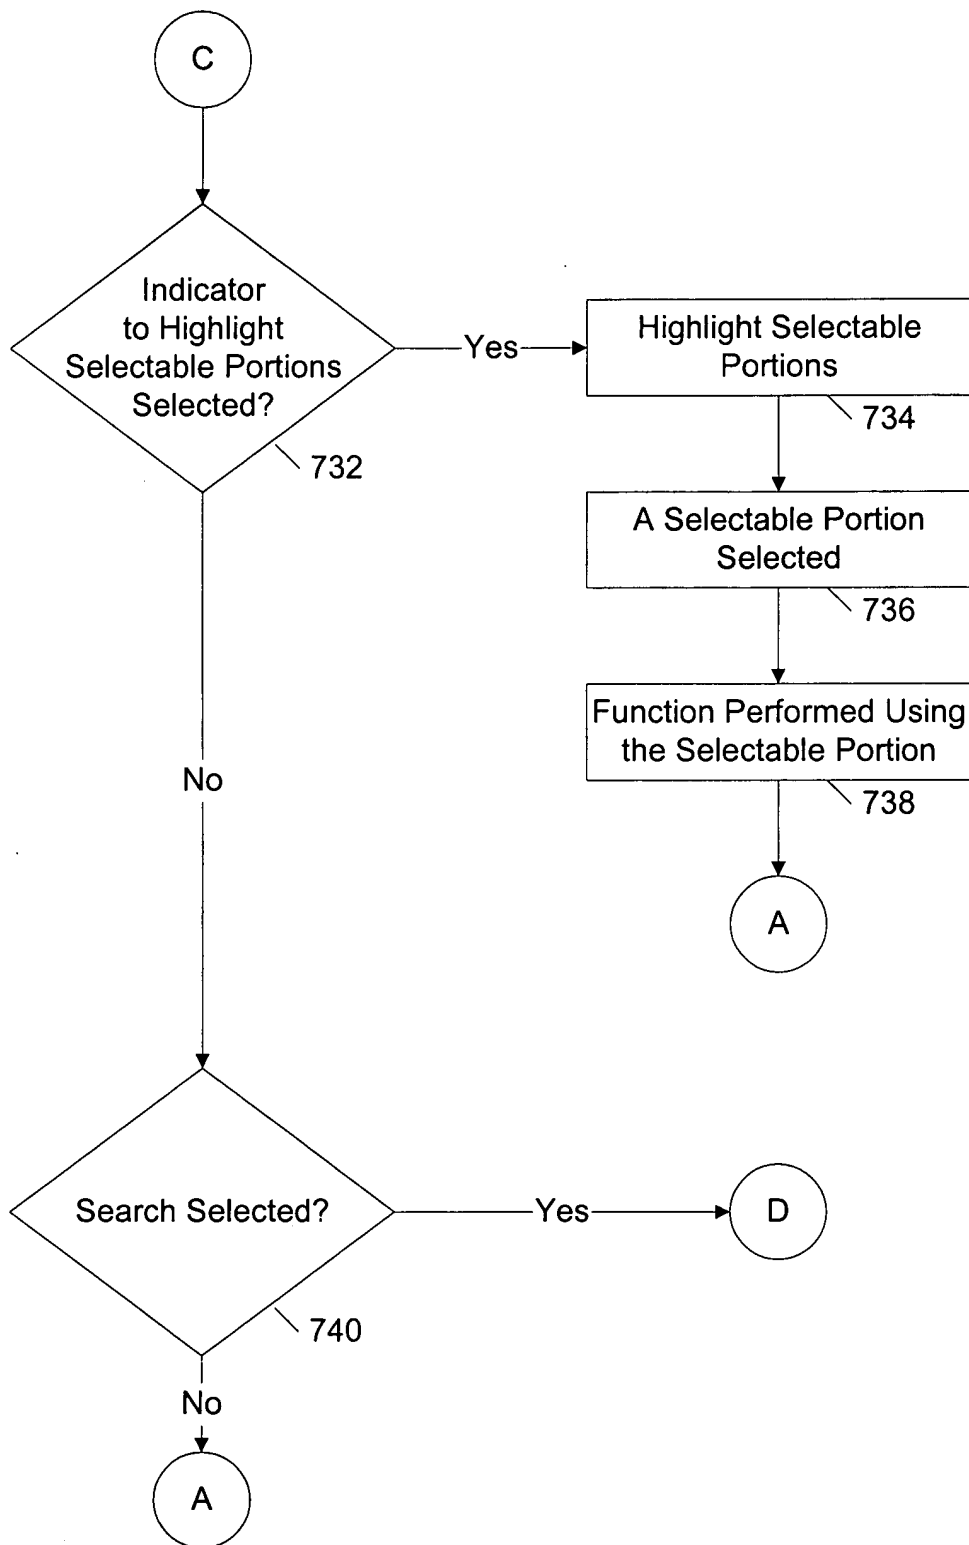 C
Indicator
to Highlight
Selectable Portions
Selected?
732
Yes
Highlight Selectable
Portions
734
A Selectable Portion
Selected
736
Function Performed Using
the Selectable Portion
738
A
No
Search Selected?
740
Yes
D
No
A